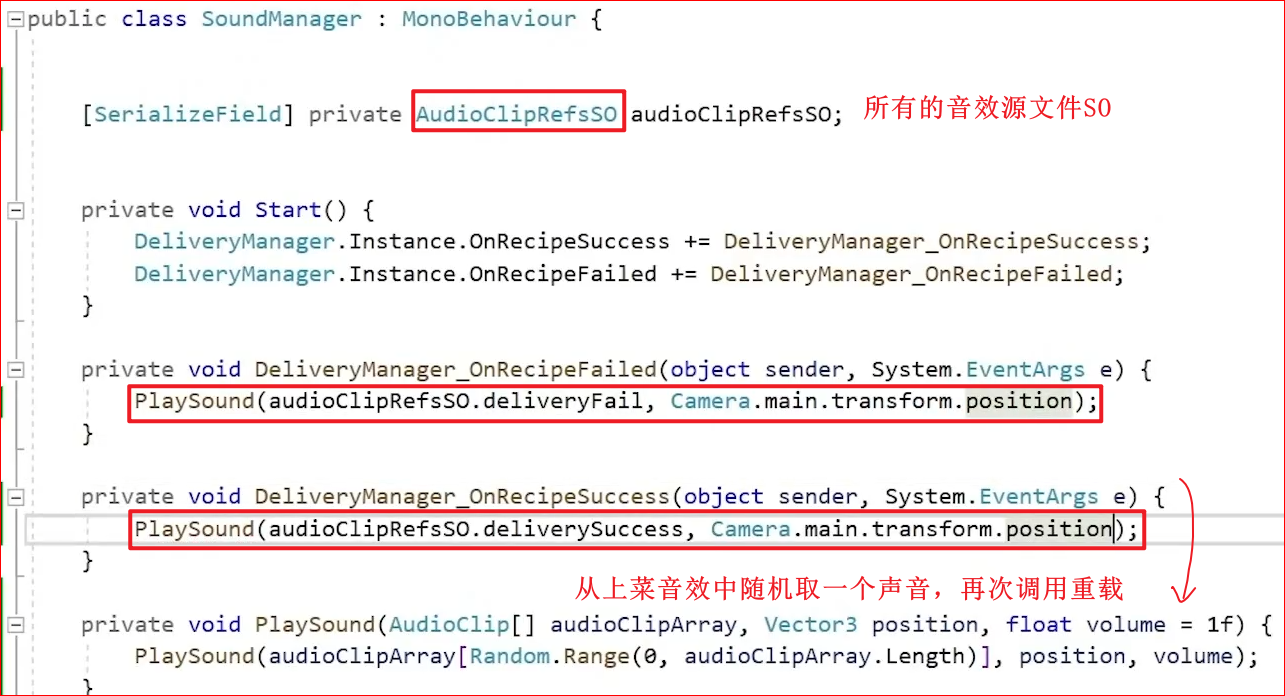 public class SoundManager : MonoBehaviour {
[SerializeField] private AudioClipRefsSO audioClipRefsSO; 所有的音效源文件SO
private void Start() {
DeliveryManager.Instance.OnRecipeSuccess += DeliveryManager_OnRecipeSuccess;
DeliveryManager.Instance.OnRecipeFailed += DeliveryManager_OnRecipeFailed;
}
private void DeliveryManager_OnRecipeFailed(object sender, System.EventArgs e) {
PlaySound(audioClipRefsSO.deliveryFail, Camera.main.transform.position);
}
private void DeliveryManager_OnRecipeSuccess(object sender, System.EventArgs e) {
PlaySound(audioClipRefsSO.deliverySuccess, Camera.main.transform.position);
}
从上菜音效中随机取一个声音，再次调用重载
private void PlaySound(AudioClip[] audioClipArray, Vector3 position, float volume = 1f) {
PlaySound(audioClipArray[Random.Range(0, audioClipArray.Length)], position, volume);
}